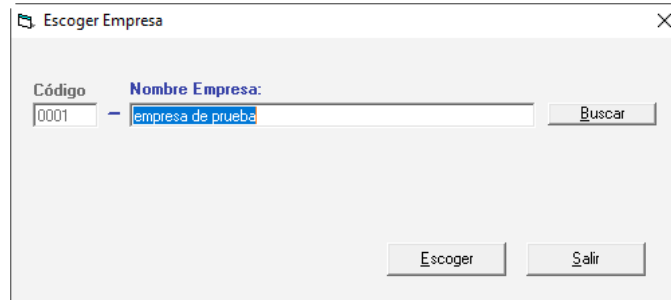 Escoger Empresa
Código Nombre Empresa:
0001 – empresa de prueba Buscar
Escoger Salir